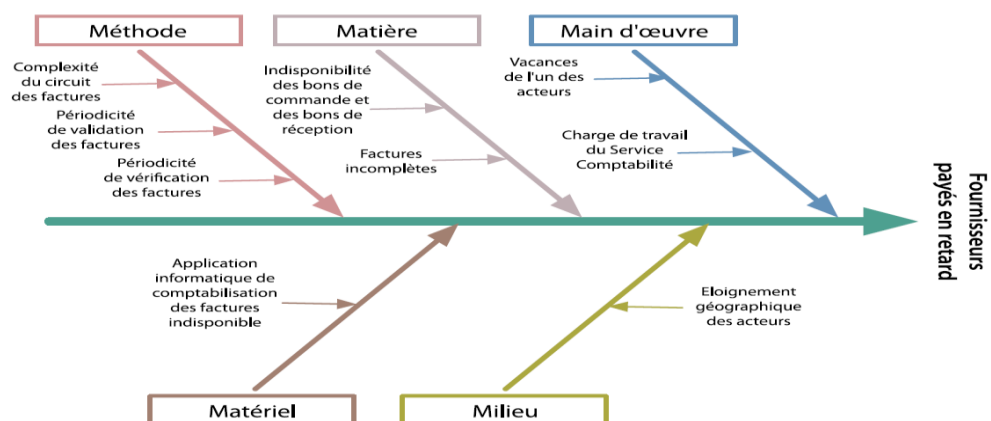 Méthode
Matière
Main d'œuvre
Complexité
du circuit
des factures
Périodicité
de validation
des factures
Périodicité
de vérification
des factures
Indisponibilité
des bons de
commande et
des bons de
réception
Factures
incomplètes
Vacances
de l'un des
acteurs
Charge de travail
du Service
Comptabilité
Fournisseurs
payés en retard
Application
informatique de
comptabilisation
des factures
indisponible
Eloignement
géographique
des acteurs
Matériel
Milieu